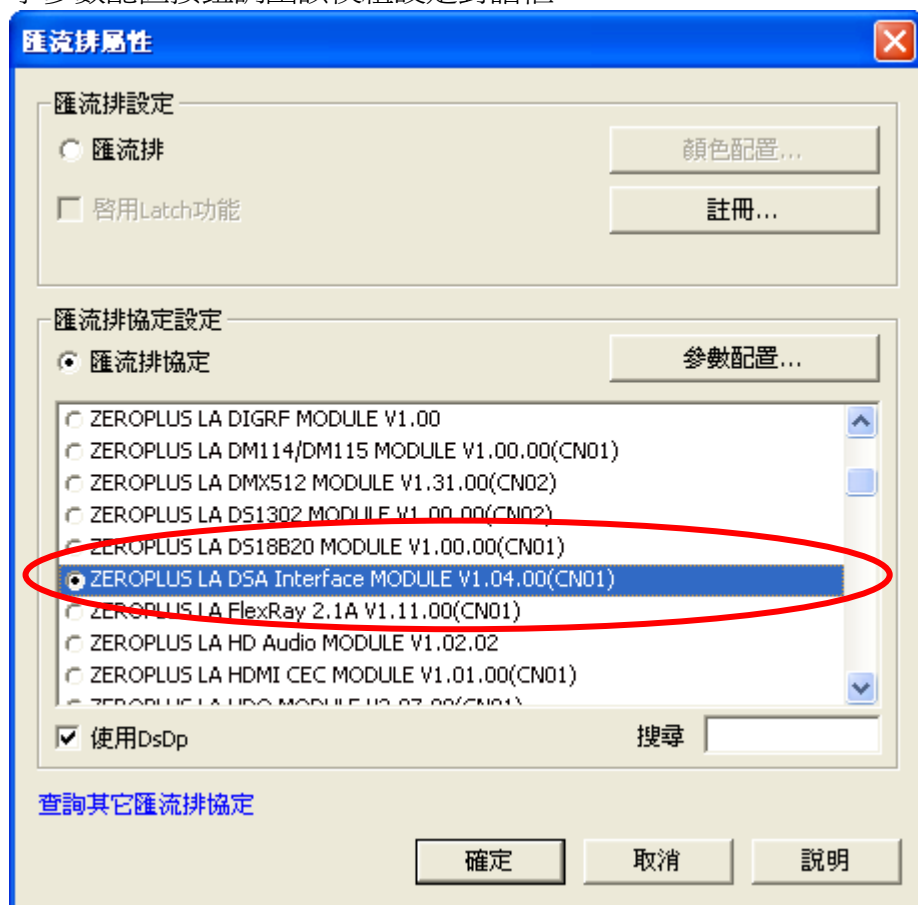 匯流排屬性
匯流排設定
匯流排
顏色配置...
啓用Latch功能
註冊...
匯流排協定設定
匯流排協定
參數配置...
ZEROPLUS LA DIGRF MODULE V1.00
ZEROPLUS LA DM114/DM115 MODULE V1.00.00(CN01)
ZEROPLUS LA DMX512 MODULE V1.31.00(CN02)
ZEROPLUS LA DS1302 MODULE V1.00.00(CN02)
ZEROPLUS LA DS18B20 MODULE V1.00.00(CN01)
ZEROPLUS LA DSA Interface MODULE V1.04.00(CN01)
ZEROPLUS LA FlexRay 2.1A V1.11.00(CN01)
ZEROPLUS LA HD Audio MODULE V1.02.02
ZEROPLUS LA HDMI CEC MODULE V1.01.00(CN01)
使用DsDp
搜尋
查詢其它匯流排協定
確定
取消
說明